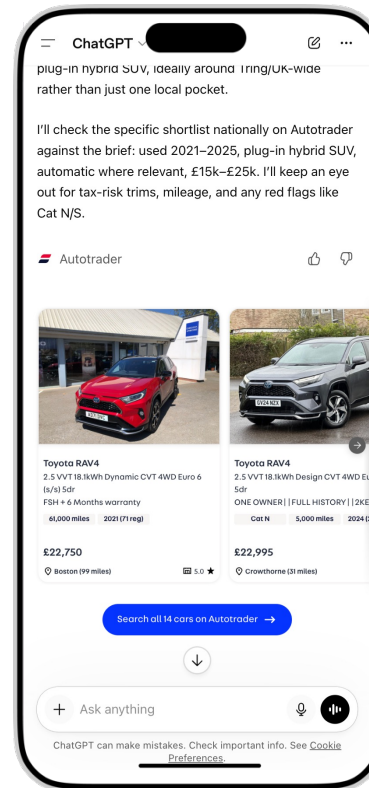 ChatGPT
plug-in hybrid SUV, ideally around Tring/UK-wide
rather than just one local pocket.
I'll check the specific shortlist nationally on Autotrader
against the brief: used 2021–2025, plug-in hybrid SUV,
automatic where relevant, £15k–£25k. I'll keep an eye
out for tax-risk trims, mileage, and any red flags like
Cat N/S.
Autotrader
Toyota RAV4
2.5 VVT 18.1kWh Dynamic CVT 4WD Euro 6
(s/s) 5dr
FSH + 6 Months warranty
61,000 miles 2021 (71 reg)
£22,750
Boston (99 miles) 5.0
GV24 NZX
Toyota RAV4
2.5 VVT 18.1kWh Design CVT 4WD Eu
5dr
ONE OWNER||FULL HISTORY||2KE
Cat N 5,000 miles 2024 (2
£22,995
Crowthorne (31 miles)
Search all 14 cars on Autotrader
Ask anything
ChatGPT can make mistakes. Check important info. See Cookie
Preferences.